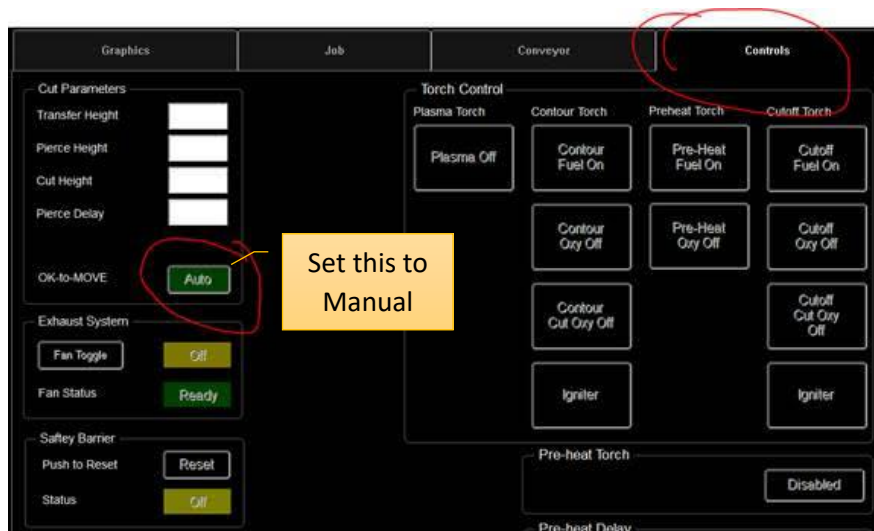 Graphics
Job
Conveyor
Controls
Cut Parameters
Transfer Height
Pierce Height
Cut Height
Pierce Delay
OK-to-MOVE
Auto
Set this to
Manual
Exhaust System
Fan Toggle
Off
Fan Status
Ready
Saftey Barrier
Push to Reset
Reset
Status
Off
Torch Control
Plasma Torch
Contour Torch
Preheat Torch
Cutoff Torch
Plasma Off
Contour
Fuel On
Pre-Heat
Fuel On
Cutoff
Fuel On
Contour
Oxy Off
Pre-Heat
Oxy Off
Cutoff
Oxy Off
Contour
Cut Oxy Off
Cutoff
Cut Oxy
Off
Igniter
Igniter
Pre-heat Torch
Disabled
Pre-heat Delay